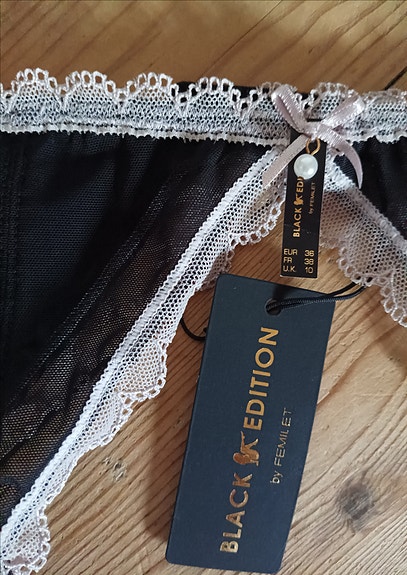 BLACK EDITION
by FEMILET
EUR 36
FR 38
U.K. 10
BLACK EDITION
by FEMILET